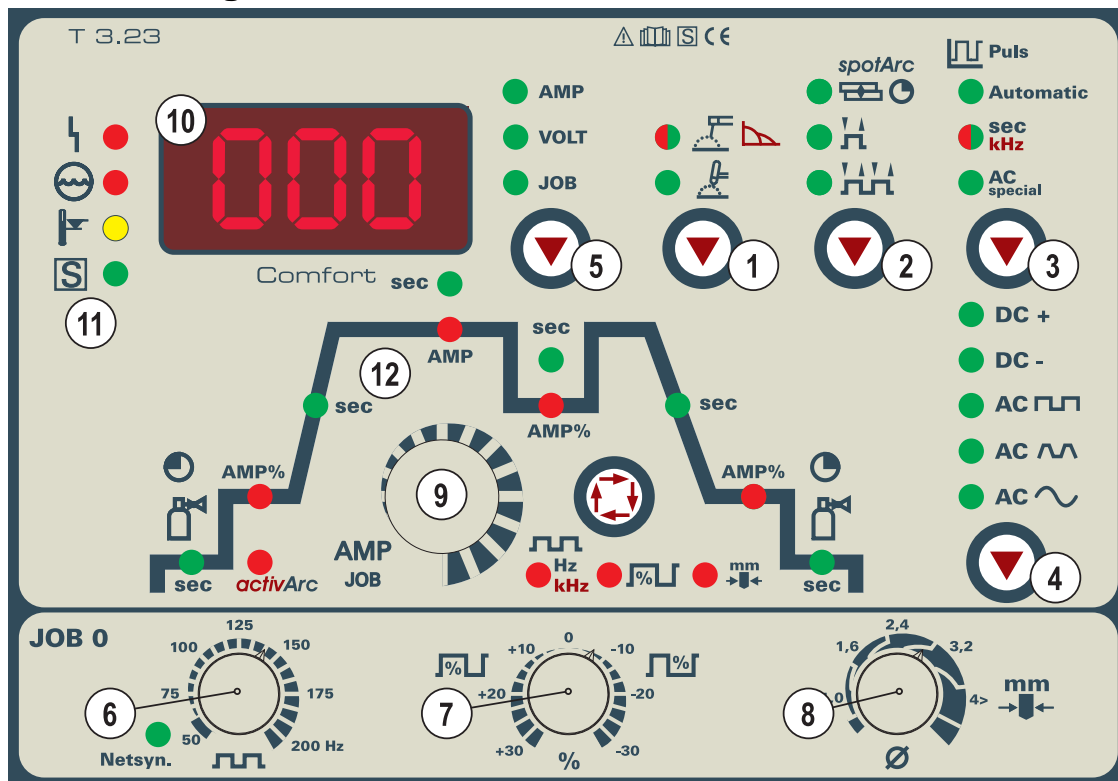 T 3.23
S CE
Puls
spotArc
AMP
Automatic
10
000
VOLT
sec
kHz
JOB
AC
special
S
Comfort
5
1
2
3
11
sec
DC +
sec
AMP
12
DC -
sec
sec
AC
AMP%
AMP%
AMP%
AC
9
AC
AMP
JOB
Hz
kHz
%
mm
4
sec
activArc
sec
JOB 0
125
100
150
75
175
6
50
200 Hz
Netsyn.
%
0
%
+10
-10
+20
-20
7
+30
-30
%
2,4
1,6
3,2
8
0
4>
mm
Ø